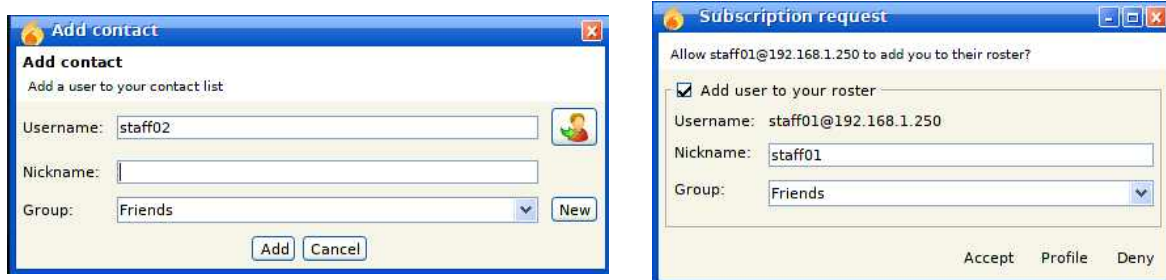 Add contact
Add contact
Add a user to your contact list
Username: staff02
Nickname:
Group: Friends New
Add Cancel
Subscription request
Allow staff01@192.168.1.250 to add you to their roster?
Add user to your roster
Username: staff01@192.168.1.250
Nickname: staff01
Group: Friends
Accept Profile Deny